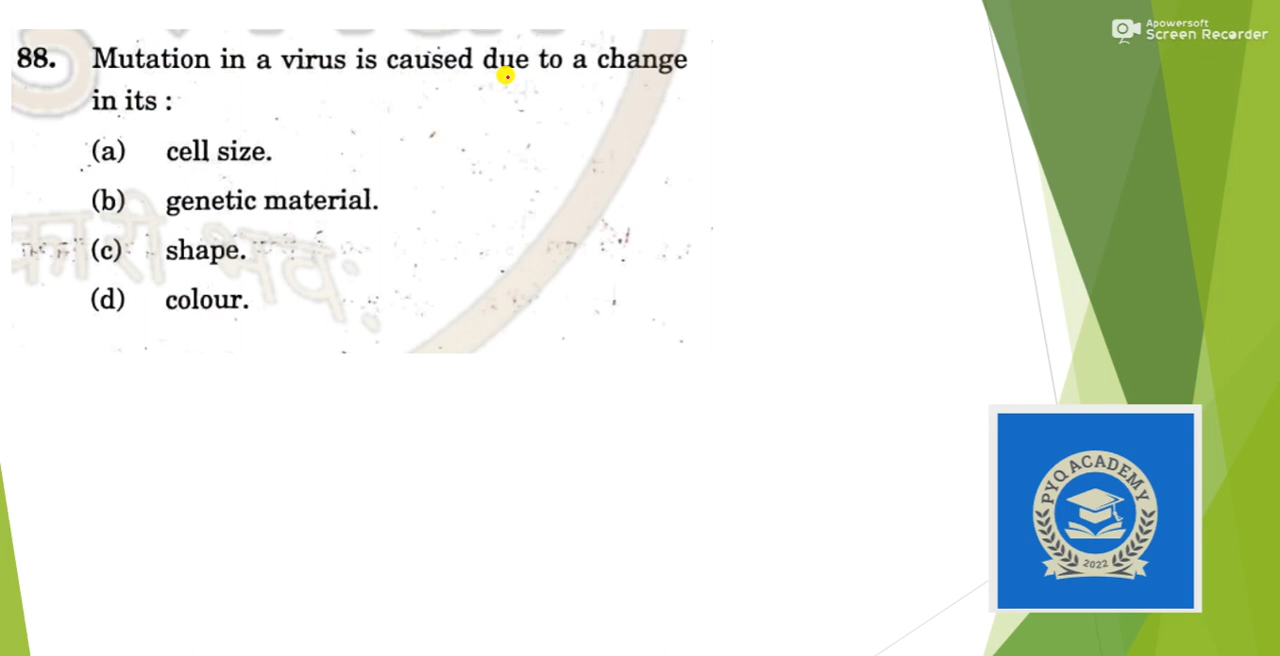 Apowersoft
Screen Recorder
88. Mutation in a virus is caused due to a change
in its :
(a) cell size.
(b) genetic material.
(c) shape.
(d) colour.
कारी भवः
PYQ ACADEMY
2022